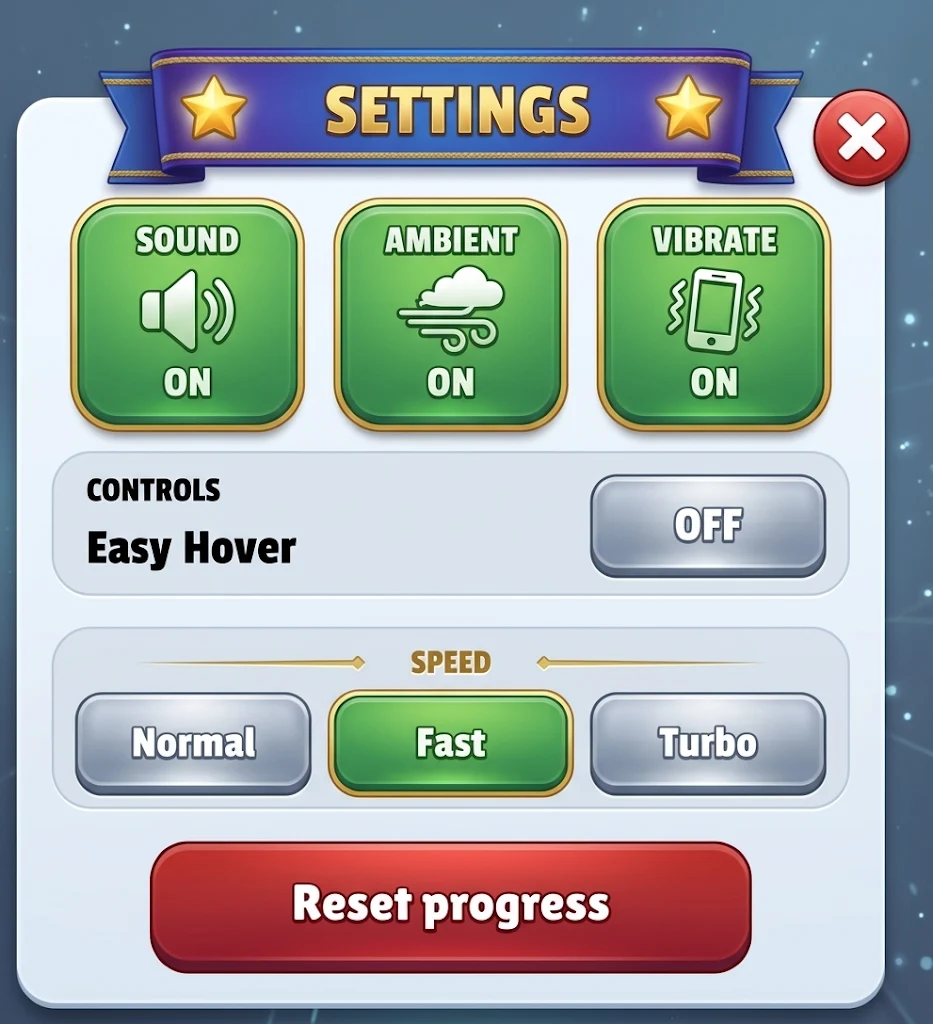 SETTINGS
SOUND
ON
AMBIENT
ON
VIBRATE
ON
CONTROLS
Easy Hover
OFF
SPEED
Normal
Fast
Turbo
Reset progress